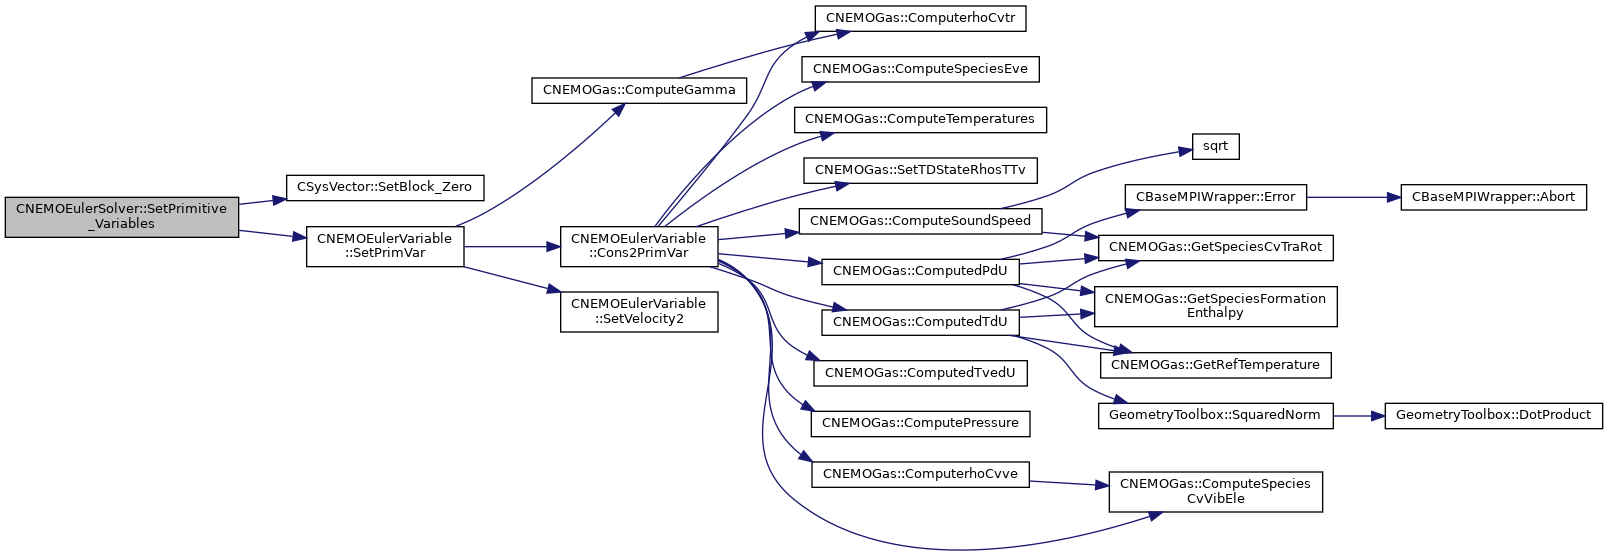 CNEMOEulerSolver::SetPrimitive
_Variables
CSysVector::SetBlock_Zero
CNEMOEulerVariable
::SetPrimVar
CNEMOGas::ComputeGamma
CNEMOEulerVariable
::Cons2PrimVar
CNEMOEulerVariable
::SetVelocity2
CNEMOGas::ComputerhoCvtr
CNEMOGas::ComputeSpeciesEve
CNEMOGas::ComputeTemperatures
CNEMOGas::SetTDStateRhosTTv
CNEMOGas::ComputeSoundSpeed
CNEMOGas::ComputedPdU
CNEMOGas::ComputedTdU
CNEMOGas::ComputedTvedU
CNEMOGas::ComputePressure
CNEMOGas::ComputerhoCvve
sqrt
CBaseMPIWrapper::Error
CNEMOGas::GetSpeciesCvTraRot
CNEMOGas::GetSpeciesFormation
Enthalpy
CNEMOGas::GetRefTemperature
GeometryToolbox::SquaredNorm
CNEMOGas::ComputeSpecies
CvVibEle
CBaseMPIWrapper::Abort
GeometryToolbox::DotProduct